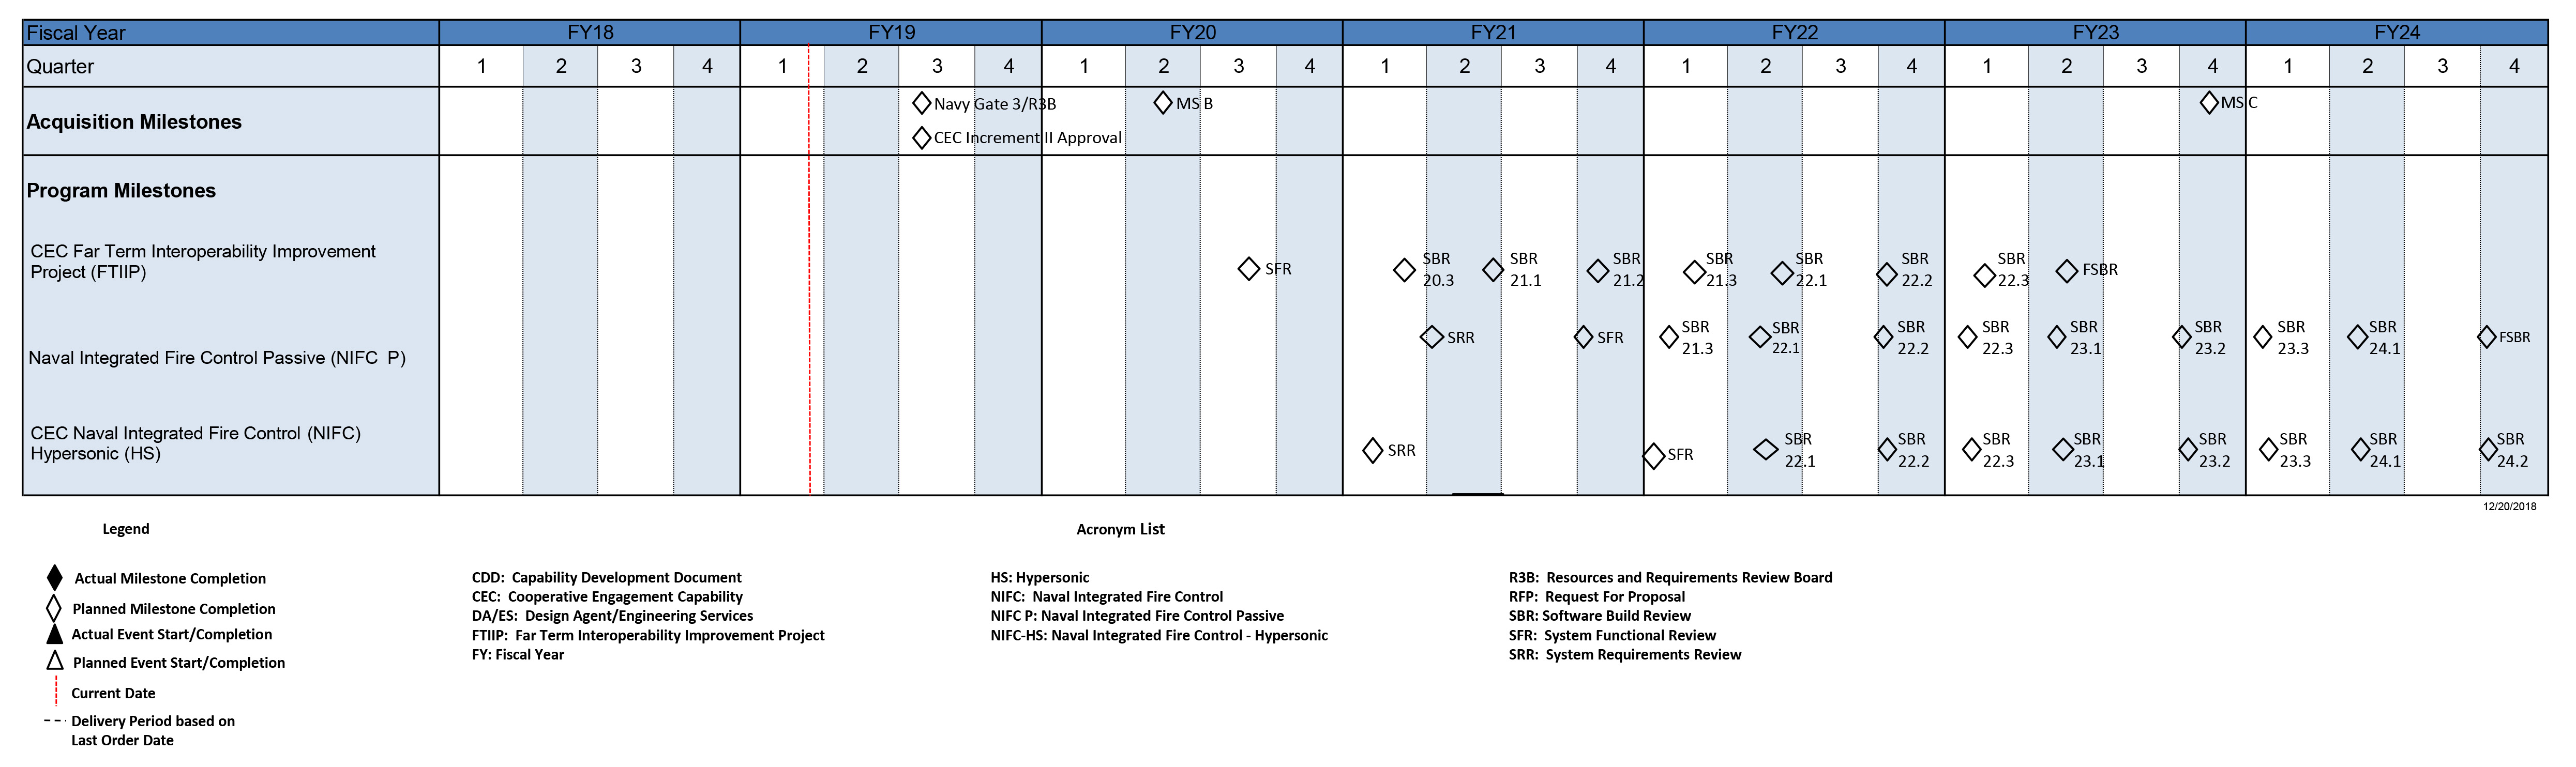 Fiscal Year FY18 FY19 FY20 FY21 FY22 FY23 FY24
Quarter 1 2 3 4 1 2 3 4 1 2 3 4 1 2 3 4 1 2 3 4 1 2 3 4 1 2 3 4
Acquisition Milestones
Navy Gate 3/R3B MS B MS C
CEC Increment II Approval
Program Milestones
CEC Far Term Interoperability Improvement
Project (FTIIP)
SFR SBR 20.3 SBR 21.1 SBR 21.2 SBR 21.3 SBR 22.1 SBR 22.2 SBR 22.3 FSBR
Naval Integrated Fire Control Passive (NIFC P)
SRR SFR SBR 21.3 SBR 22.1 SBR 22.2 SBR 22.3 SBR 23.1 SBR 23.2 SBR 23.3 SBR 24.1 FSBR
CEC Naval Integrated Fire Control (NIFC)
Hypersonic (HS)
SRR SFR SBR 22.1 SBR 22.2 SBR 22.3 SBR 23.1 SBR 23.2 SBR 23.3 SBR 24.1 SBR 24.2
12/20/2018
Legend
Actual Milestone Completion
Planned Milestone Completion
Actual Event Start/Completion
Planned Event Start/Completion
Current Date
Delivery Period based on
Last Order Date
Acronym List
CDD: Capability Development Document
CEC: Cooperative Engagement Capability
DA/ES: Design Agent/Engineering Services
FTIIP: Far Term Interoperability Improvement Project
FY: Fiscal Year
HS: Hypersonic
NIFC: Naval Integrated Fire Control
NIFC P: Naval Integrated Fire Control Passive
NIFC-HS: Naval Integrated Fire Control - Hypersonic
R3B: Resources and Requirements Review Board
RFP: Request For Proposal
SBR: Software Build Review
SFR: System Functional Review
SRR: System Requirements Review